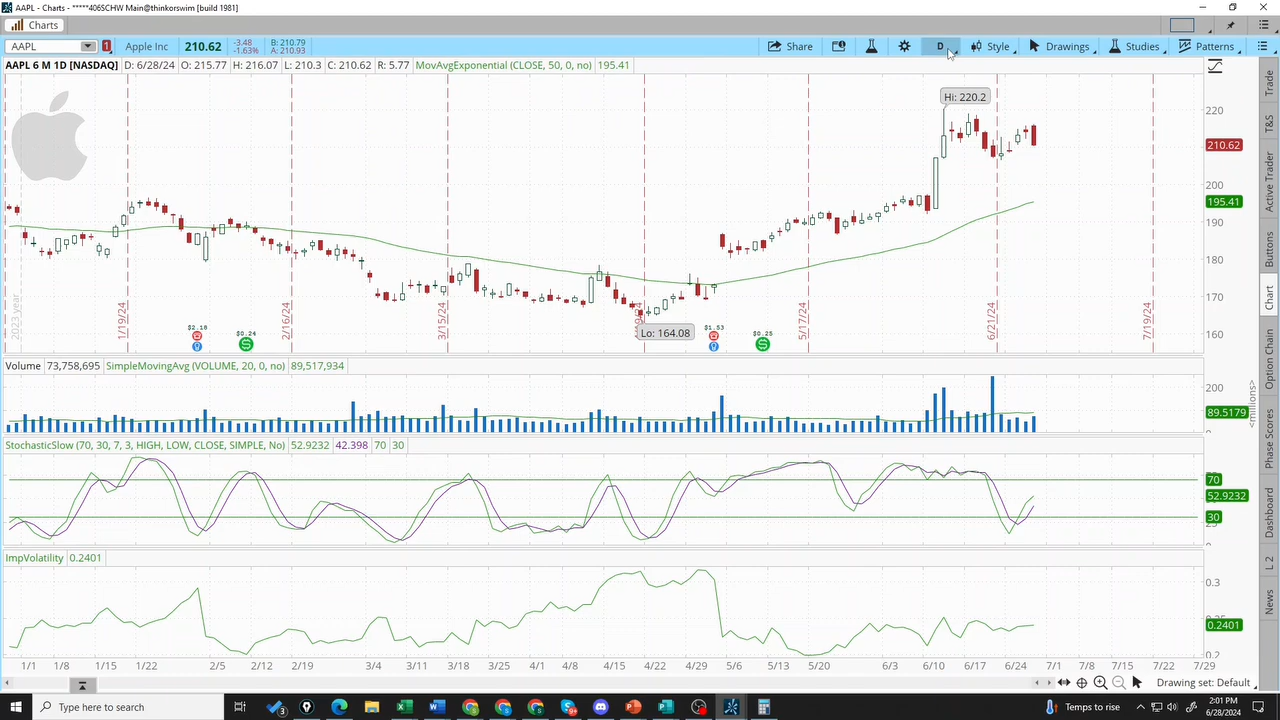 AAPL - Charts - *****406SCHW Main@thinkorswim [build 1981]
Charts
AAPL 1 Apple Inc 210.62 -3.48 -1.63% B: 210.79 A: 210.93 Share D Style Drawings Studies Patterns
AAPL 6 M 1D [NASDAQ] D: 6/28/24 O: 215.77 H: 216.07 L: 210.3 C: 210.62 R: 5.77 MovAvgExponential (CLOSE, 50, 0, no) 195.41
Hi: 220.2
220
210.62
200
195.41
190
180
170
160
Lo: 164.08
2023 year
1/19/24
2/16/24
3/15/24
5/17/24
6/21/24
7/19/24
$2.18 $0.24 $1.53 $0.25
Volume 73,758,695 SimpleMovingAvg (VOLUME, 20, 0, no) 89,517,934
200
89.5179
<millions>
StochasticSlow (70, 30, 7, 3, HIGH, LOW, CLOSE, SIMPLE, No) 52.9232 42.398 70 30
70
52.9232
30
ImpVolatility 0.2401
0.3
0.2401
0.2
1/1 1/8 1/15 1/22 2/5 2/12 2/19 3/4 3/11 3/18 3/25 4/1 4/8 4/15 4/22 4/29 5/6 5/13 5/20 6/3 6/10 6/17 6/24 7/1 7/8 7/15 7/22 7/29
Drawing set: Default
Trade
T&S
Active Trader
Buttons
Chart
Option Chain
Phase Scores
Dashboard
L 2
News
Type here to search
Temps to rise
2:01 PM
6/28/2024